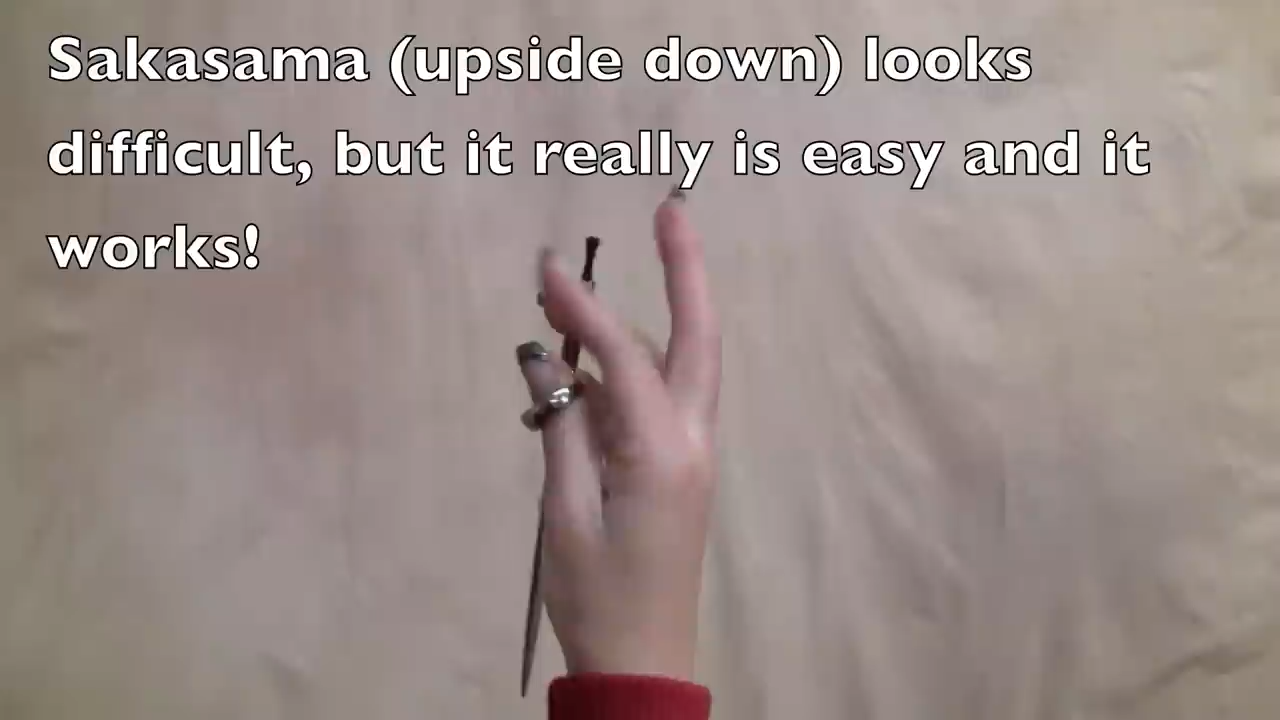 Sakasama (upside down) looks
difficult, but it really is easy and it
works!